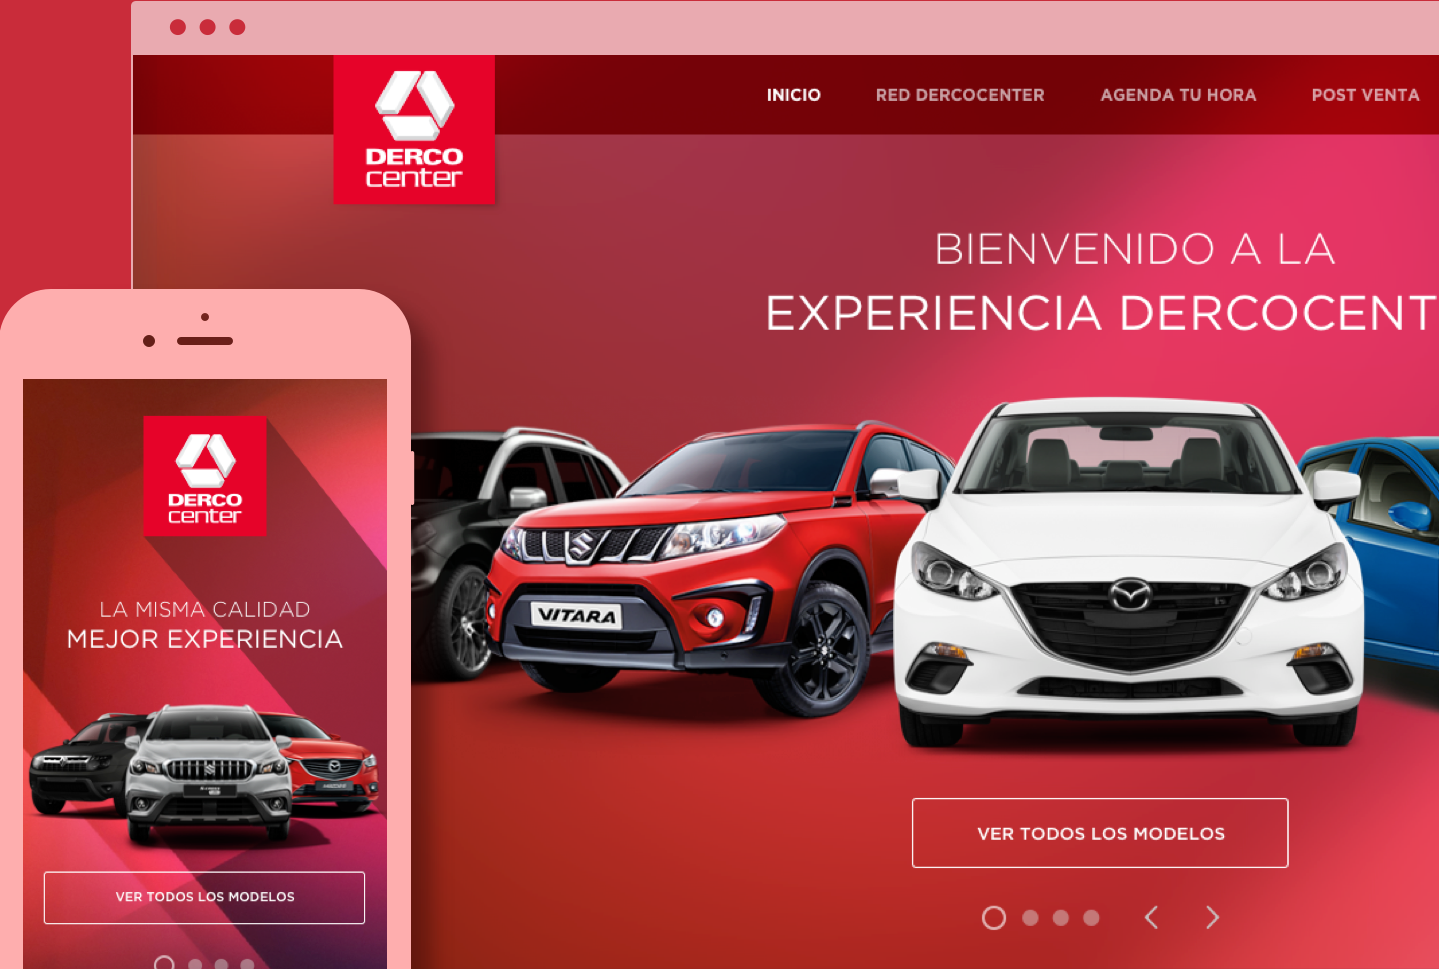 DERCO
center
INICIO
RED DERCOCENTER
AGENDA TU HORA
POST VENTA
BIENVENIDO A LA
EXPERIENCIA DERCOCENT
VITARA
VER TODOS LOS MODELOS
DERCO
center
LA MISMA CALIDAD
MEJOR EXPERIENCIA
VER TODOS LOS MODELOS